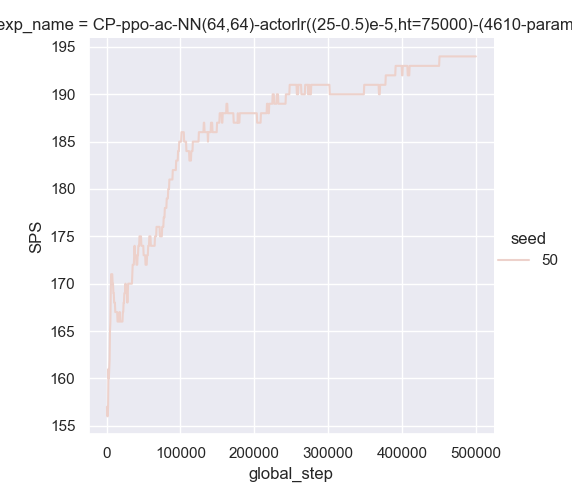 exp_name = CP-ppo-ac-NN(64,64)-actorlr((25-0.5)e-5,ht=75000)-(4610-param
195
190
185
180
175
170
165
160
155
SPS
0 100000 200000 300000 400000 500000
global_step
seed
50